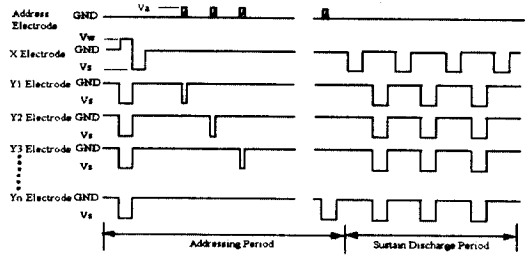 Va
Address Electrode GND
Vw
X Electrode GND
Vs
Y1 Electrode GND
Vs
Y2 Electrode GND
Vs
Y3 Electrode GND
Vs
Yn Electrode GND
Vs
Addressing Period
Sustain Discharge Period